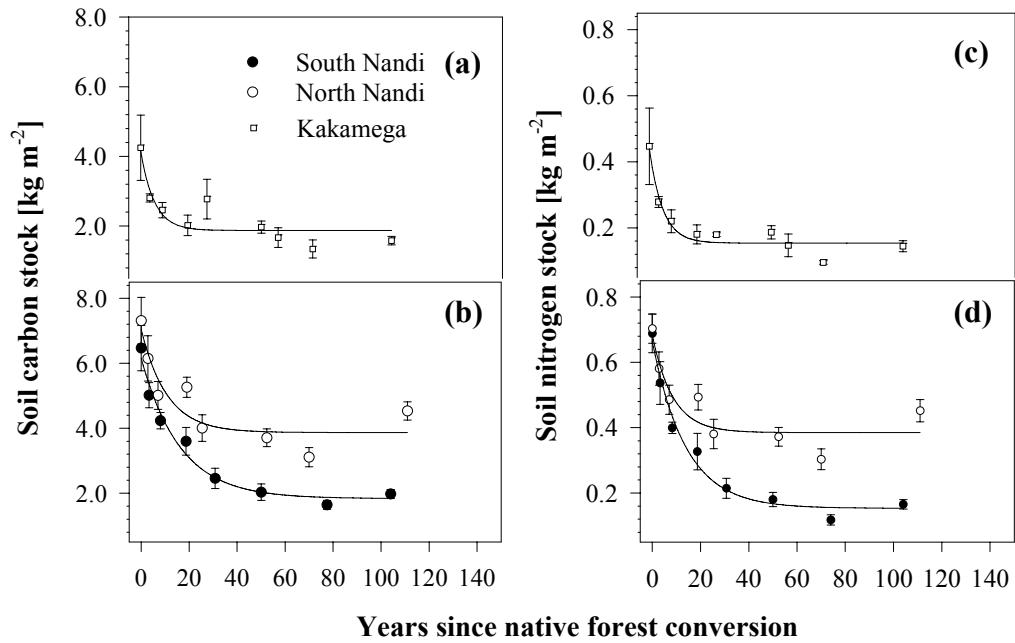 8.0
6.0
4.0
2.0
(a)
South Nandi
North Nandi
Kakamega
0.8
0.6
0.4
0.2
(c)
8.0
6.0
4.0
2.0
(b)
0.8
0.6
0.4
0.2
(d)
0 20 40 60 80 100 120 140
0 20 40 60 80 100 120 140
Soil carbon stock [kg m-2]
Soil nitrogen stock [kg m-2]
Years since native forest conversion